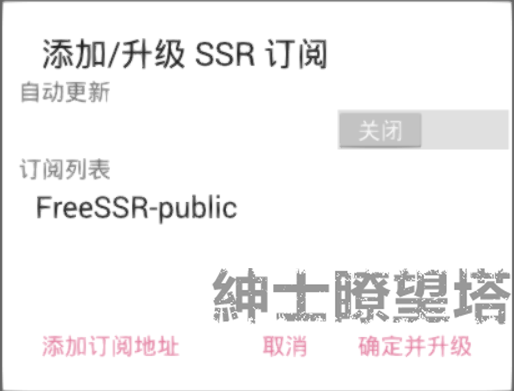 添加/升级 SSR 订阅
自动更新
关闭
订阅列表
FreeSSR-public
紳士瞭望塔
添加订阅地址
取消
确定并升级